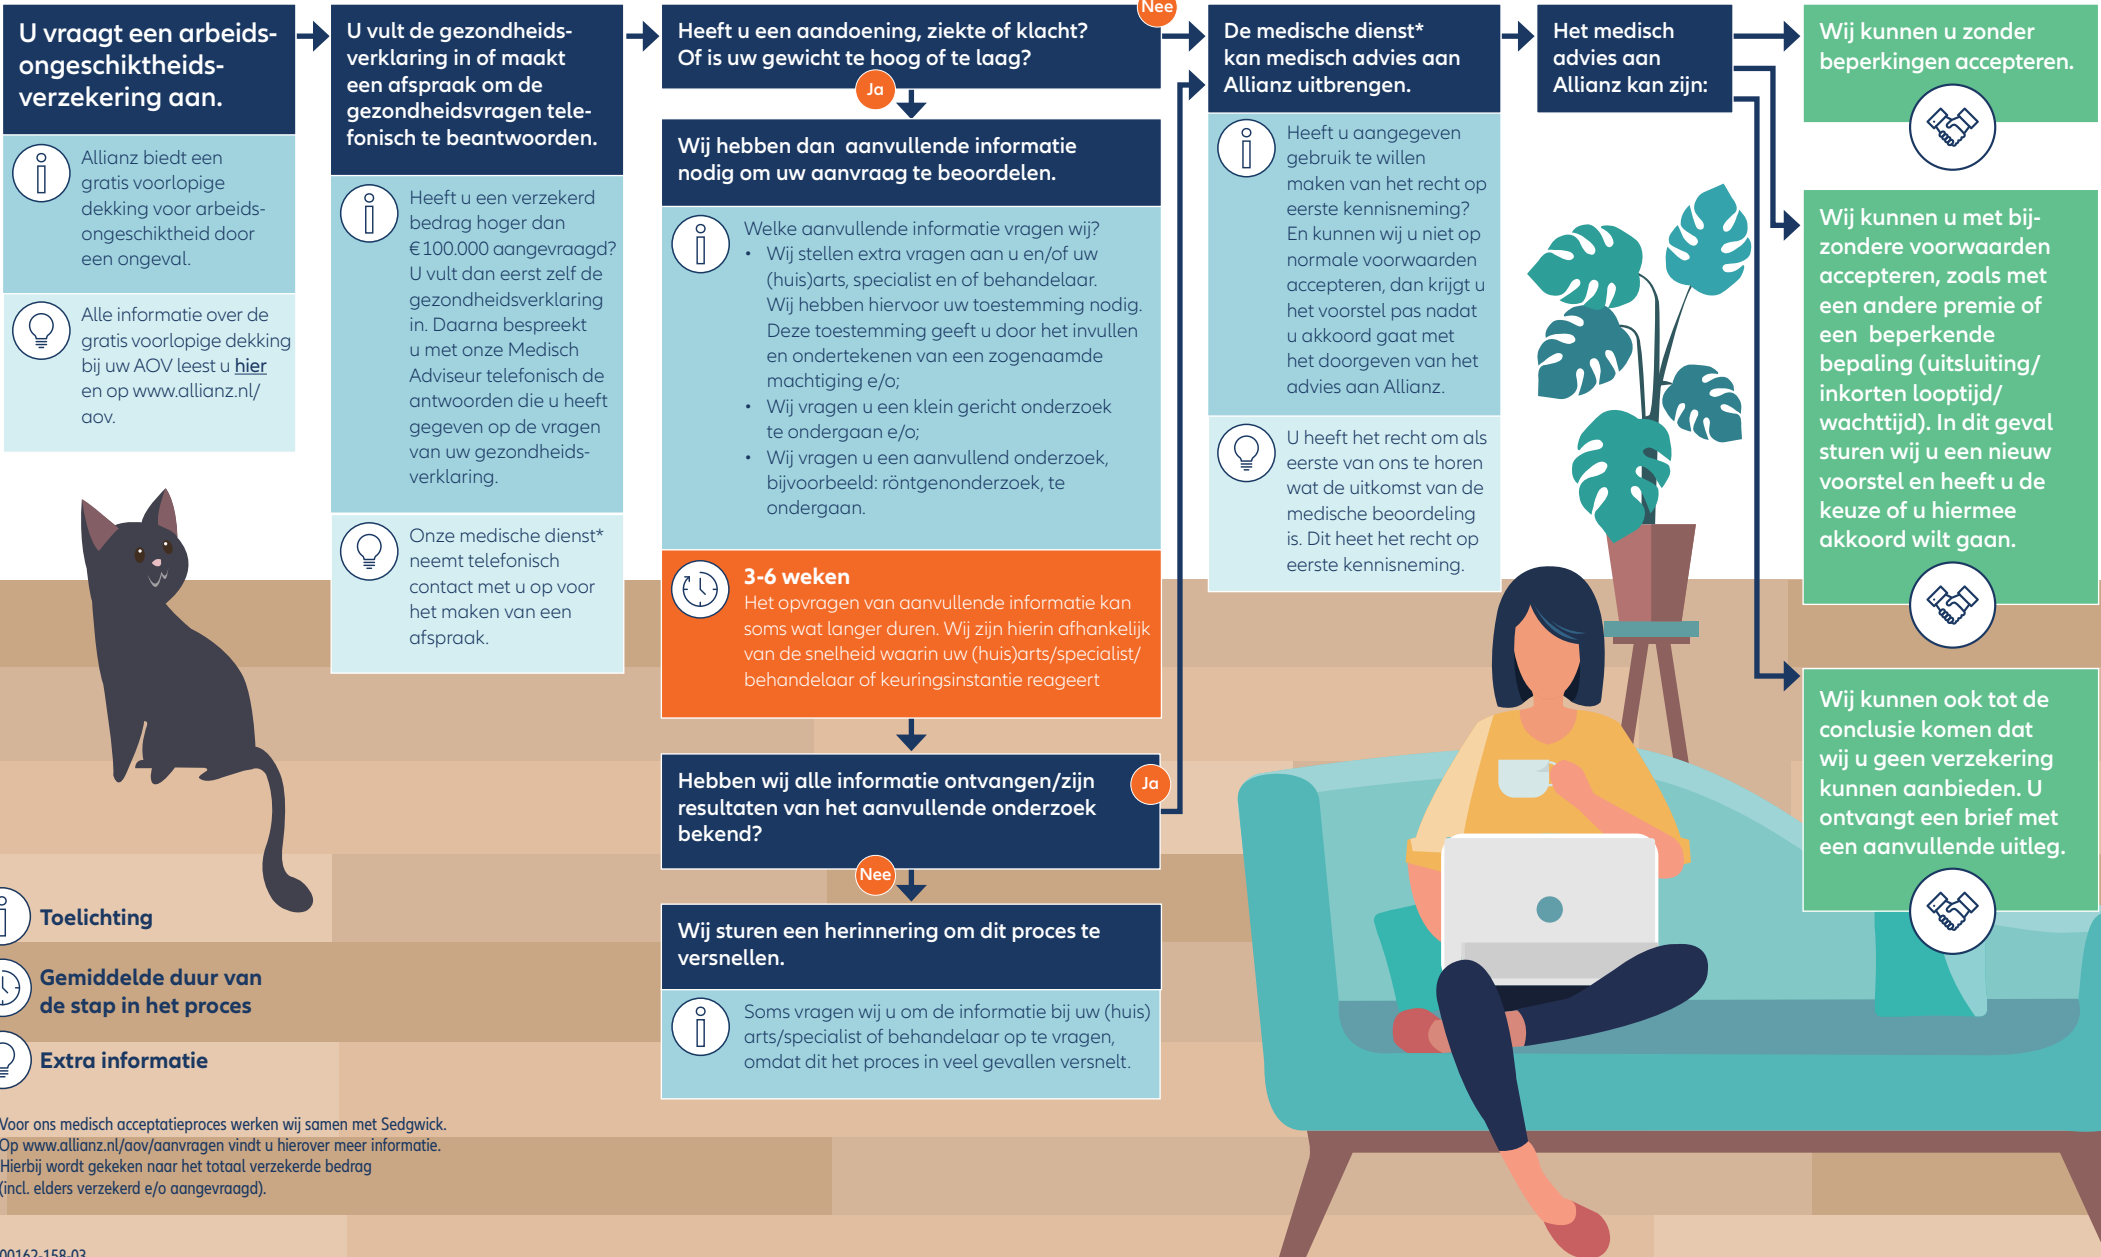 U vraagt een arbeids-
ongeschiktheids-
verzekering aan.
Allianz biedt een
gratis voorlopige
dekking voor arbeids-
ongeschiktheid door
een ongeval.
Alle informatie over de
gratis voorlopige dekking
bij uw AOV leest u hier
en op www.allianz.nl/
aov.
U vult de gezondheids-
verklaring in of maakt
een afspraak om de
gezondheidsvragen tele-
fonisch te beantwoorden.
Heeft u een verzekerd
bedrag hoger dan
€100.000 aangevraagd?
U vult dan eerst zelf de
gezondheidsverklaring
in. Daarna bespreekt
u met onze Medisch
Adviseur telefonisch de
antwoorden die u heeft
gegeven op de vragen
van uw gezondheids-
verklaring.
Onze medische dienst*
neemt telefonisch
contact met u op voor
het maken van een
afspraak.
Heeft u een aandoening, ziekte of klacht?
Of is uw gewicht te hoog of te laag?
Nee
Ja
Wij hebben dan aanvullende informatie
nodig om uw aanvraag te beoordelen.
Welke aanvullende informatie vragen wij?
• Wij stellen extra vragen aan u en/of uw
(huis)arts, specialist en of behandelaar.
Wij hebben hiervoor uw toestemming nodig.
Deze toestemming geeft u door het invullen
en ondertekenen van een zogenaamde
machtiging e/o;
• Wij vragen u een klein gericht onderzoek
te ondergaan e/o;
• Wij vragen u een aanvullend onderzoek,
bijvoorbeeld: röntgenonderzoek, te
ondergaan.
3-6 weken
Het opvragen van aanvullende informatie kan
soms wat langer duren. Wij zijn hierin afhankelijk
van de snelheid waarin uw (huis)arts/specialist/
behandelaar of keuringsinstantie reageert
Hebben wij alle informatie ontvangen/zijn
resultaten van het aanvullende onderzoek
bekend?
Ja
Nee
Wij sturen een herinnering om dit proces te
versnellen.
Soms vragen wij u om de informatie bij uw (huis)
arts/specialist of behandelaar op te vragen,
omdat dit het proces in veel gevallen versnelt.
De medische dienst*
kan medisch advies aan
Allianz uitbrengen.
Heeft u aangegeven
gebruik te willen
maken van het recht op
eerste kennisneming?
En kunnen wij u niet op
normale voorwaarden
accepteren, dan krijgt u
het voorstel pas nadat
u akkoord gaat met
het doorgeven van het
advies aan Allianz.
U heeft het recht om als
eerste van ons te horen
wat de uitkomst van de
medische beoordeling
is. Dit heet het recht op
eerste kennisneming.
Het medisch
advies aan
Allianz kan zijn:
Wij kunnen u zonder
beperkingen accepteren.
Wij kunnen u met bij-
zondere voorwaarden
accepteren, zoals met
een andere premie of
een beperkende
bepaling (uitsluiting/
inkorten looptijd/
wachttijd). In dit geval
sturen wij u een nieuw
voorstel en heeft u de
keuze of u hiermee
akkoord wilt gaan.
Wij kunnen ook tot de
conclusie komen dat
wij u geen verzekering
kunnen aanbieden. U
ontvangt een brief met
een aanvullende uitleg.
Toelichting
Gemiddelde duur van
de stap in het proces
Extra informatie
Voor ons medisch acceptatieproces werken wij samen met Sedgwick.
Op www.allianz.nl/aov/aanvragen vindt u hierover meer informatie.
Hierbij wordt gekeken naar het totaal verzekerde bedrag
(incl. elders verzekerd e/o aangevraagd).
00162-158-03